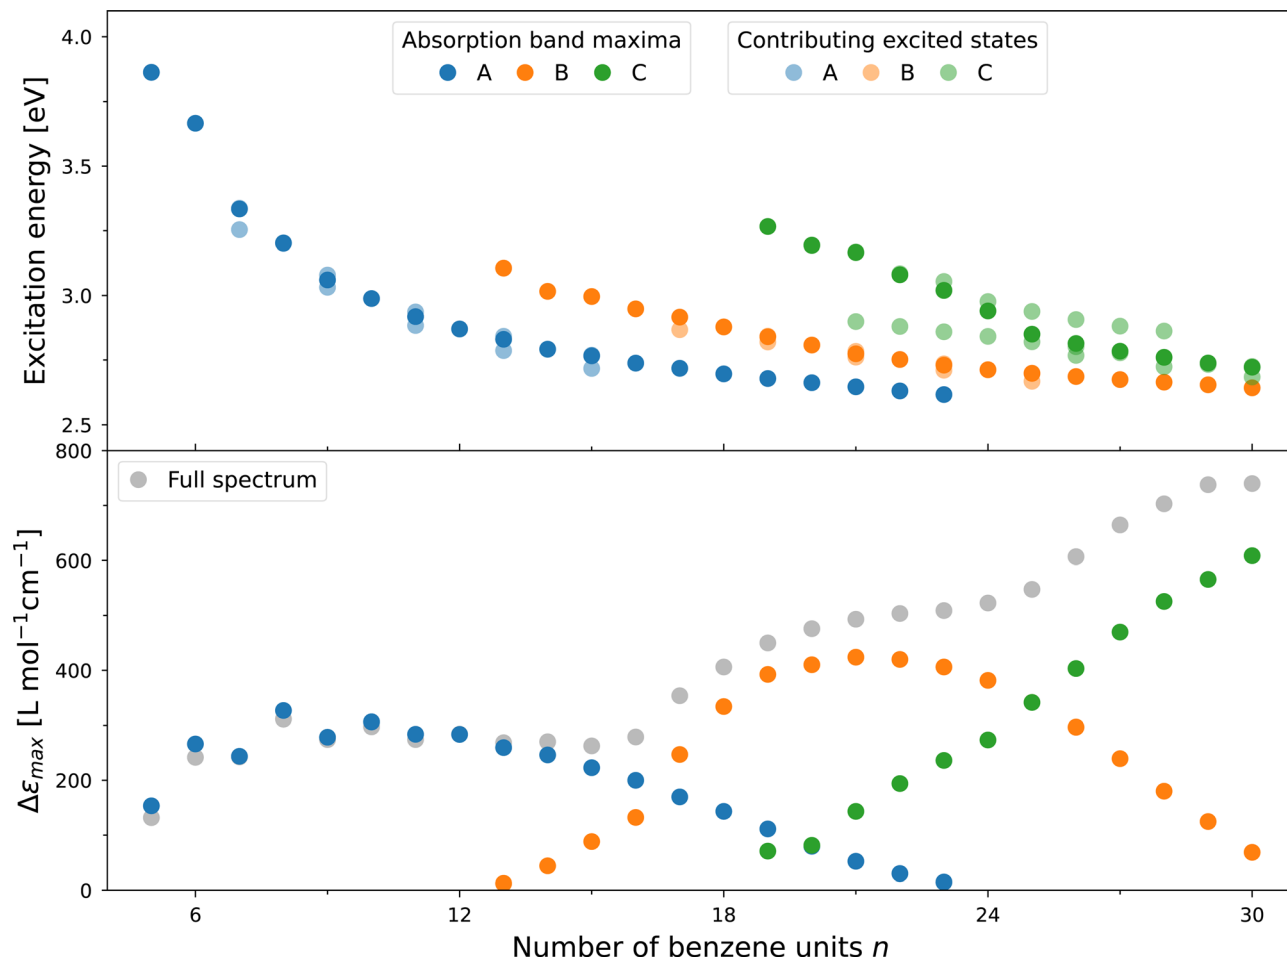 Absorption band maxima
A B C
Contributing excited states
A B C
Excitation energy [eV]
4.0
3.5
3.0
2.5
Full spectrum
Δε_max [L mol⁻¹cm⁻¹]
800
600
400
200
0
6 12 18 24 30
Number of benzene units n